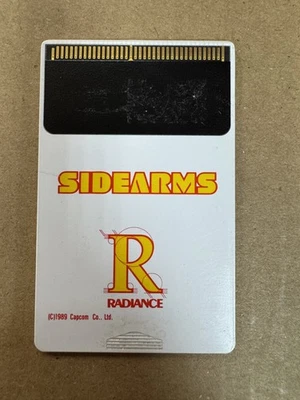 SIDEARMS
R
RADIANCE
(C)1989 Capcom Co., Ltd.